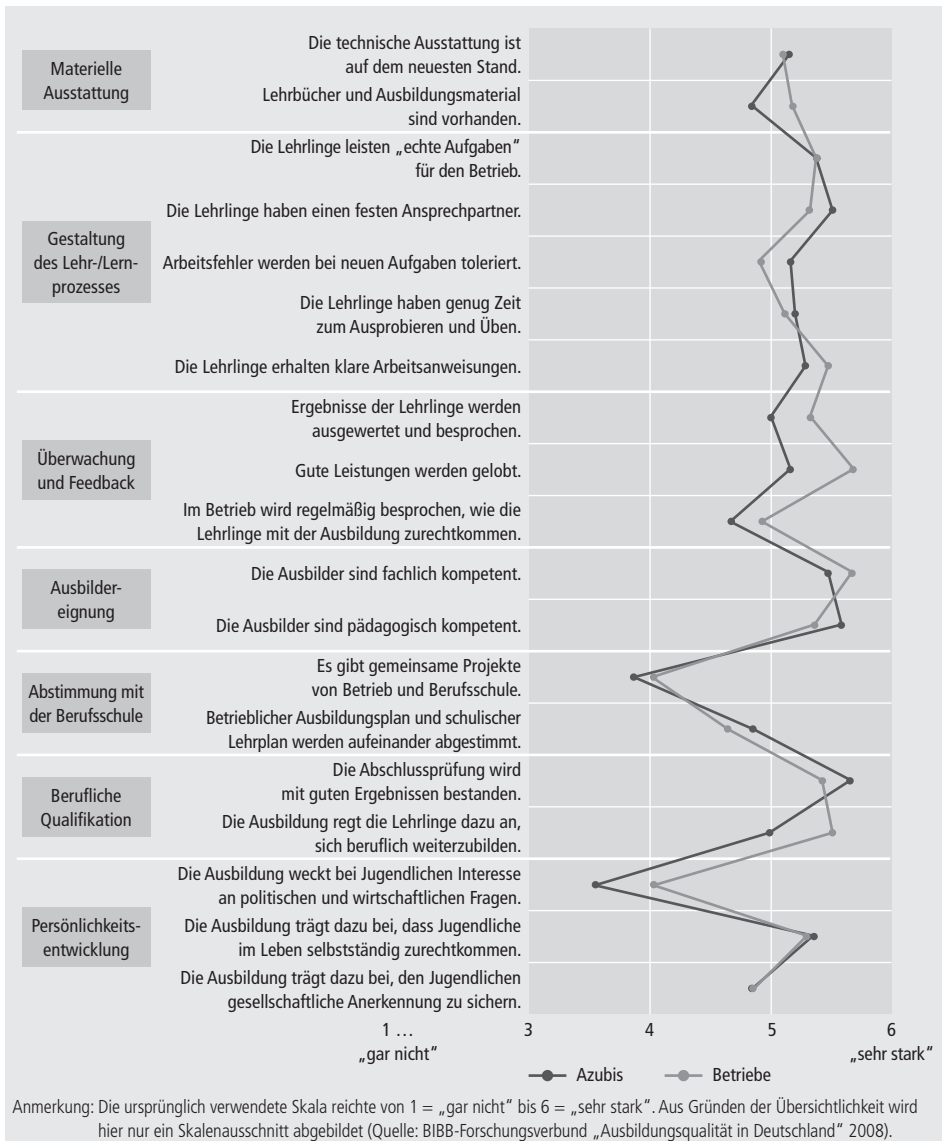 Materielle
Ausstattung
Die technische Ausstattung ist
auf dem neuesten Stand.
Lehrbücher und Ausbildungsmaterial
sind vorhanden.
Gestaltung
des Lehr-/Lern-
prozesses
Die Lehrlinge leisten „echte Aufgaben“
für den Betrieb.
Die Lehrlinge haben einen festen Ansprechpartner.
Arbeitsfehler werden bei neuen Aufgaben toleriert.
Die Lehrlinge haben genug Zeit
zum Ausprobieren und Üben.
Die Lehrlinge erhalten klare Arbeitsanweisungen.
Überwachung
und Feedback
Ergebnisse der Lehrlinge werden
ausgewertet und besprochen.
Gute Leistungen werden gelobt.
Im Betrieb wird regelmäßig besprochen, wie die
Lehrlinge mit der Ausbildung zurechtkommen.
Ausbilder-
eignung
Die Ausbilder sind fachlich kompetent.
Die Ausbilder sind pädagogisch kompetent.
Abstimmung mit
der Berufsschule
Es gibt gemeinsame Projekte
von Betrieb und Berufsschule.
Betrieblicher Ausbildungsplan und schulischer
Lehrplan werden aufeinander abgestimmt.
Berufliche
Qualifikation
Die Abschlussprüfung wird
mit guten Ergebnissen bestanden.
Die Ausbildung regt die Lehrlinge dazu an,
sich beruflich weiterzubilden.
Persönlichkeits-
entwicklung
Die Ausbildung weckt bei Jugendlichen Interesse
an politischen und wirtschaftlichen Fragen.
Die Ausbildung trägt dazu bei, dass Jugendliche
im Leben selbstständig zurechtkommen.
Die Ausbildung trägt dazu bei, den Jugendlichen
gesellschaftliche Anerkennung zu sichern.
1 … 3 4 5 6
„gar nicht“ „sehr stark“
Azubis Betriebe
Anmerkung: Die ursprünglich verwendete Skala reichte von 1 = „gar nicht“ bis 6 = „sehr stark“. Aus Gründen der Übersichtlichkeit wird
hier nur ein Skalenausschnitt abgebildet (Quelle: BIBB-Forschungsverbund „Ausbildungsqualität in Deutschland“ 2008).